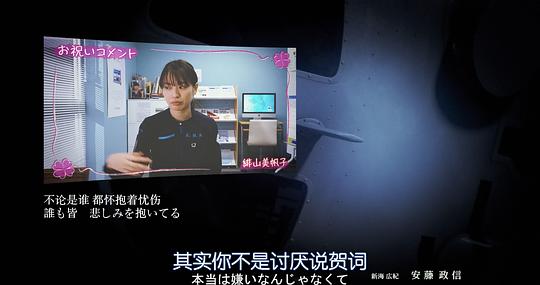 お祝いコメント
緋山美帆子
不论是谁 都怀抱着忧伤
誰も皆　悲しみを抱いてる
其实你不是讨厌说贺词
本当は嫌いなんじゃなくて
新海 広紀　安藤 政信